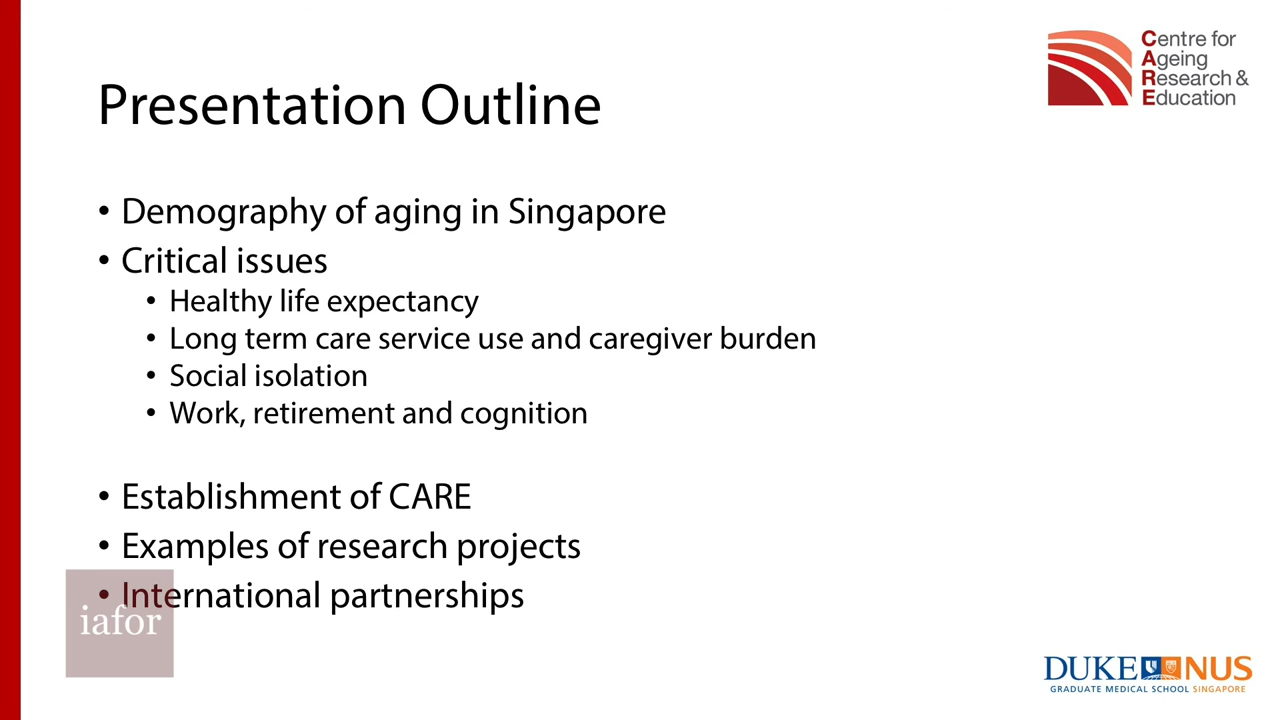 Centre for
Ageing
Research &
Education
Presentation Outline
• Demography of aging in Singapore
• Critical issues
• Healthy life expectancy
• Long term care service use and caregiver burden
• Social isolation
• Work, retirement and cognition
• Establishment of CARE
• Examples of research projects
• International partnerships
iafor
DUKE NUS
GRADUATE MEDICAL SCHOOL SINGAPORE